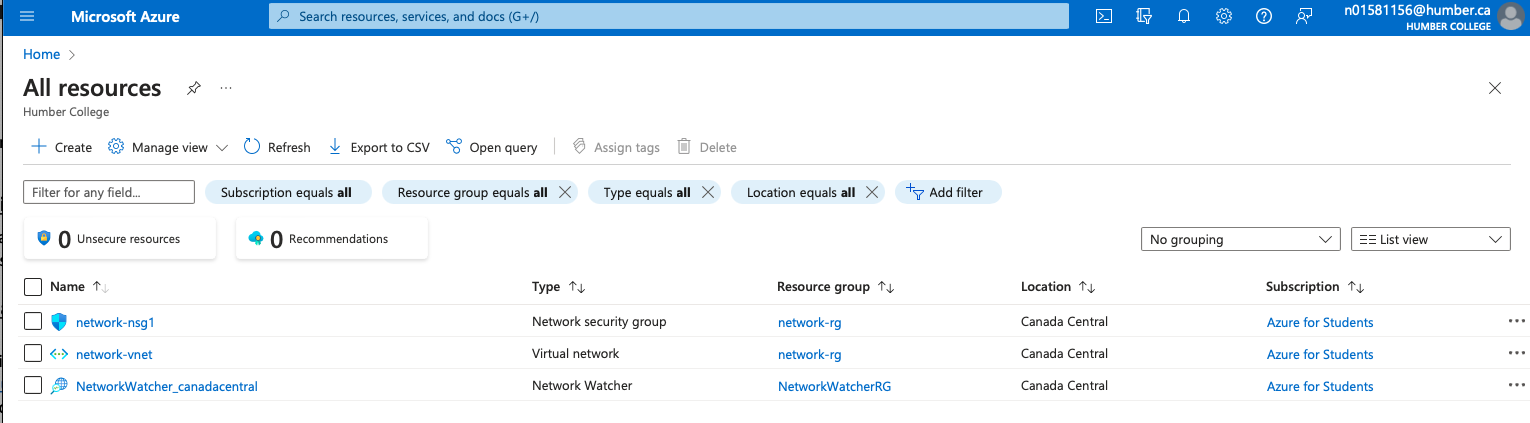 Microsoft Azure
Search resources, services, and docs (G+/)
n01581156@humber.ca
HUMBER COLLEGE
Home
All resources
Humber College
Create Manage view Refresh Export to CSV Open query Assign tags Delete
Filter for any field... Subscription equals all Resource group equals all Type equals all Location equals all Add filter
0 Unsecure resources 0 Recommendations No grouping List view
Name Type Resource group Location Subscription
network-nsg1 Network security group network-rg Canada Central Azure for Students
network-vnet Virtual network network-rg Canada Central Azure for Students
NetworkWatcher_canadacentral Network Watcher NetworkWatcherRG Canada Central Azure for Students